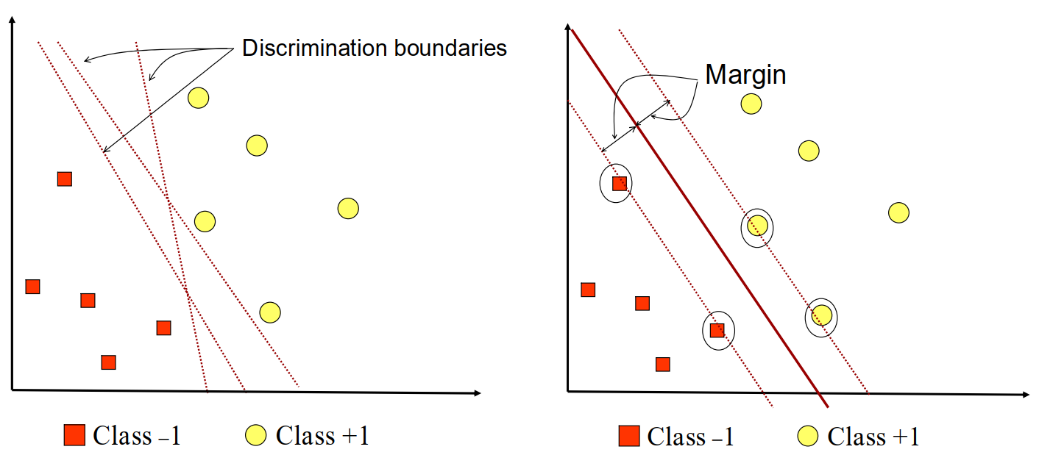 Discrimination boundaries
Margin
Class –1
Class +1
Class –1
Class +1